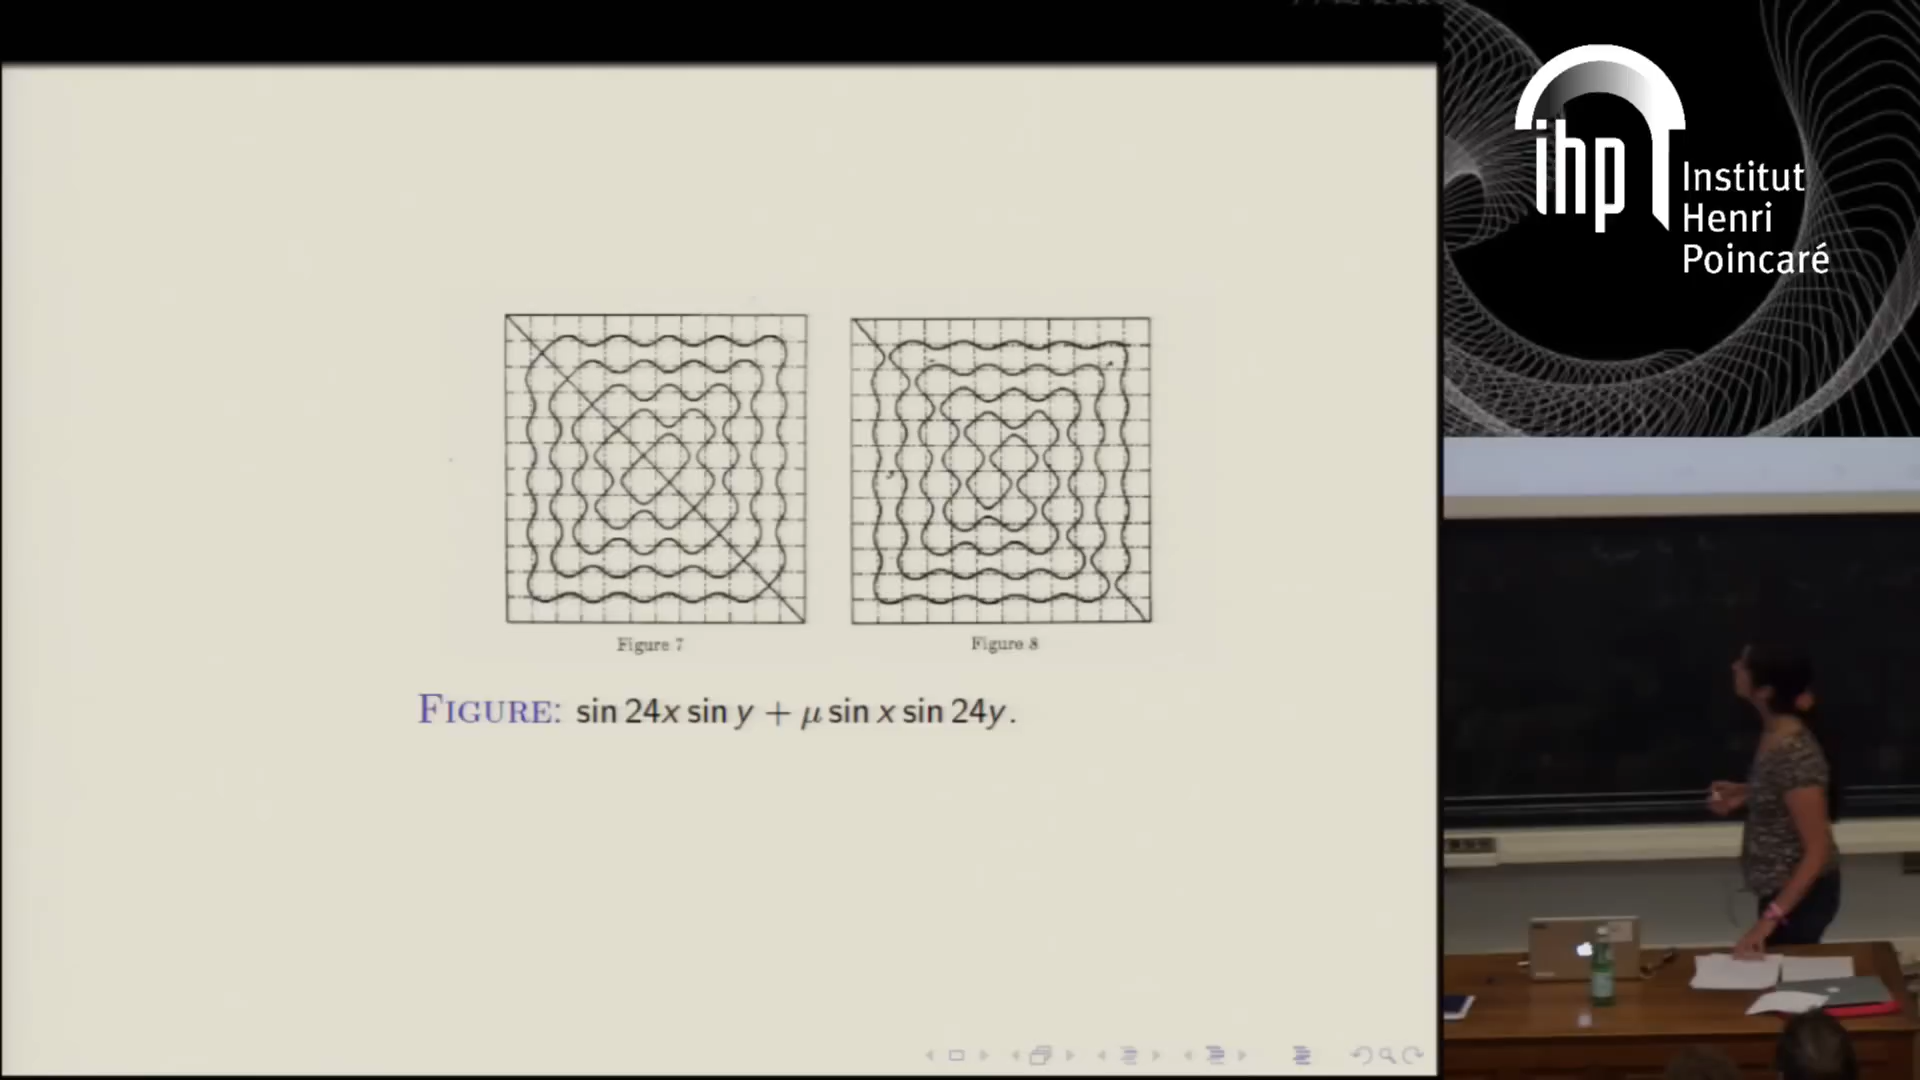 Figure 7
Figure 8
FIGURE: sin 24x sin y + μ sin x sin 24y.
ihp
Institut
Henri
Poincaré